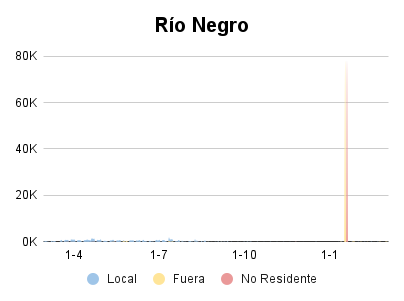 Río Negro
80K
60K
40K
20K
0K
1-4 1-7 1-10 1-1
Local Fuera No Residente